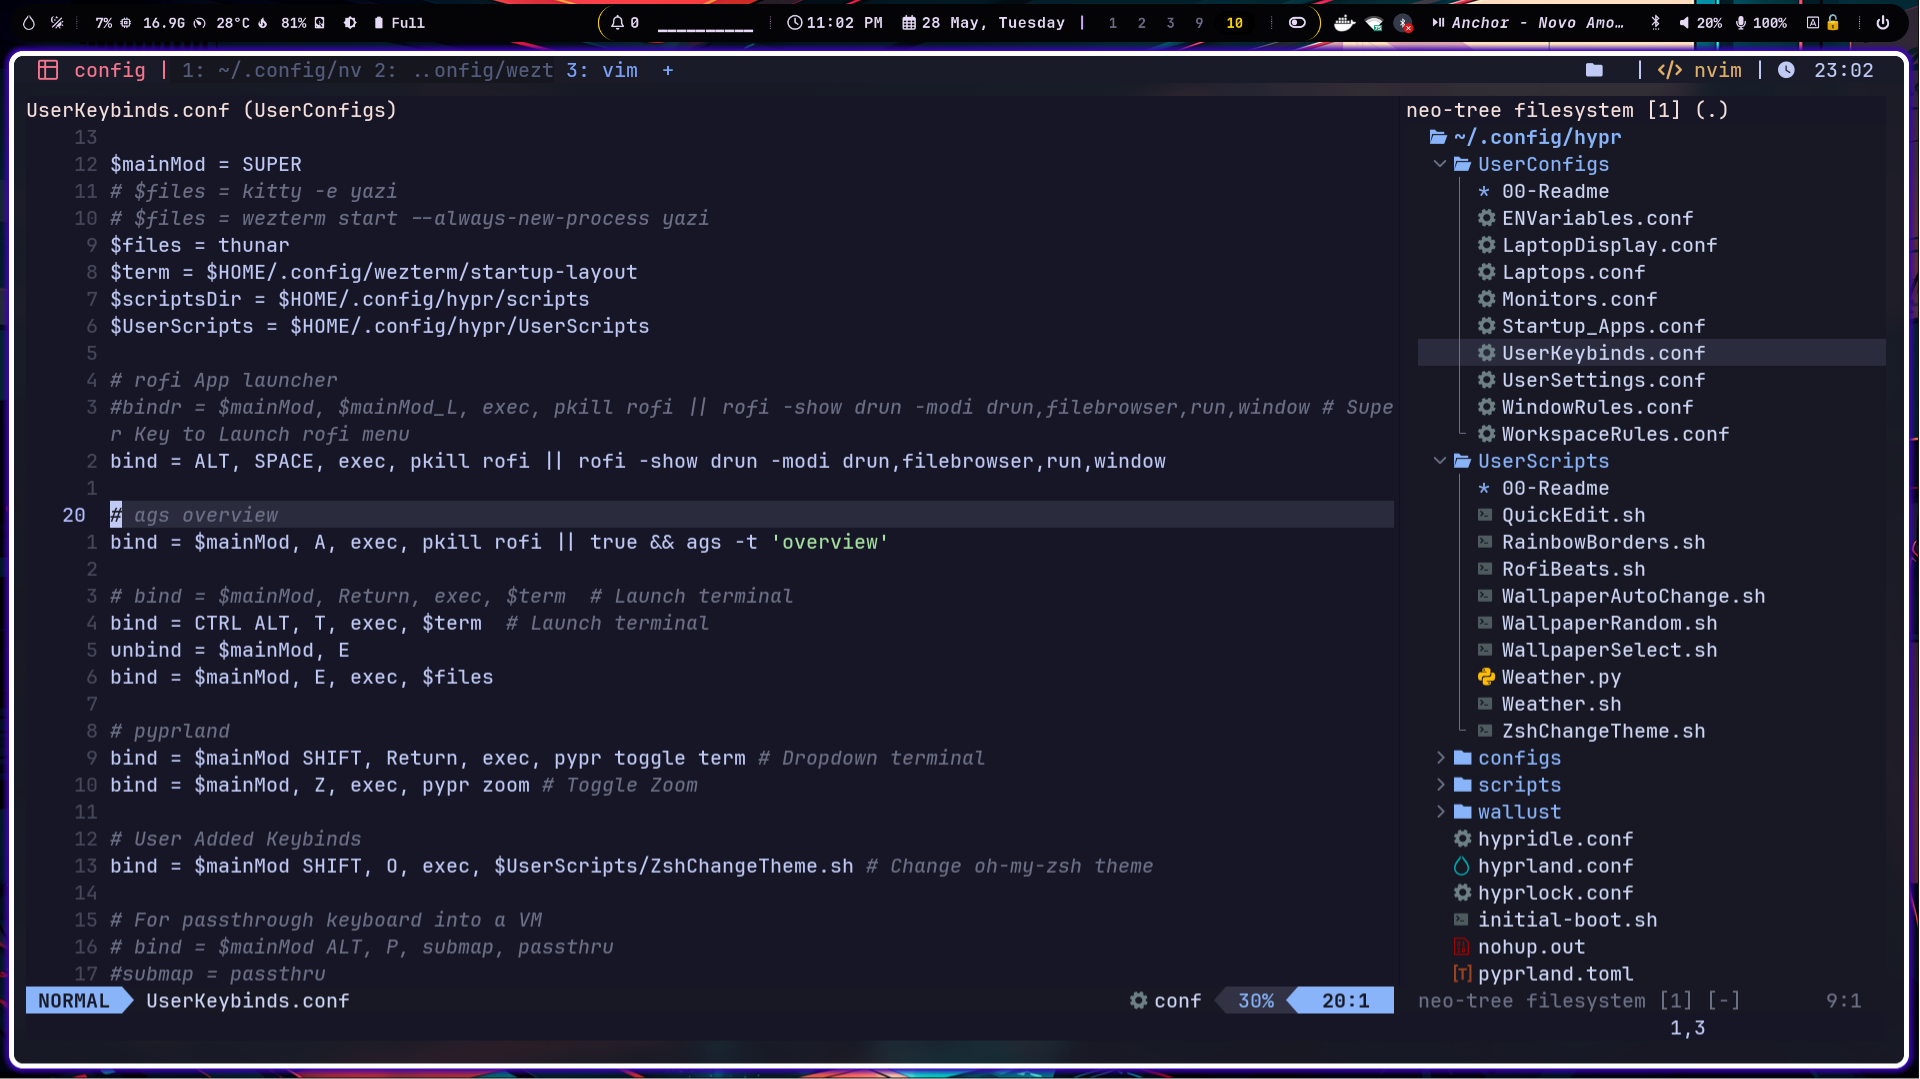 7% 16.9G 28°C 81% Full 0 11:02 PM 28 May, Tuesday | 1 2 3 9 10 Anchor - Novo Amo… 20% 100%
config | 1: ~/.config/nv 2: ..onfig/wezt 3: vim + | </> nvim | 23:02
UserKeybinds.conf (UserConfigs)
13
12 $mainMod = SUPER
11 # $files = kitty -e yazi
10 # $files = wezterm start --always-new-process yazi
9 $files = thunar
8 $term = $HOME/.config/wezterm/startup-layout
7 $scriptsDir = $HOME/.config/hypr/scripts
6 $UserScripts = $HOME/.config/hypr/UserScripts
5
4 # rofi App launcher
3 #bindr = $mainMod, $mainMod_L, exec, pkill rofi || rofi -show drun -modi drun,filebrowser,run,window # Supe
r Key to Launch rofi menu
2 bind = ALT, SPACE, exec, pkill rofi || rofi -show drun -modi drun,filebrowser,run,window
1
20 # ags overview
1 bind = $mainMod, A, exec, pkill rofi || true && ags -t 'overview'
2
3 # bind = $mainMod, Return, exec, $term # Launch terminal
4 bind = CTRL ALT, T, exec, $term # Launch terminal
5 unbind = $mainMod, E
6 bind = $mainMod, E, exec, $files
7
8 # pyprland
9 bind = $mainMod SHIFT, Return, exec, pypr toggle term # Dropdown terminal
10 bind = $mainMod, Z, exec, pypr zoom # Toggle Zoom
11
12 # User Added Keybinds
13 bind = $mainMod SHIFT, O, exec, $UserScripts/ZshChangeTheme.sh # Change oh-my-zsh theme
14
15 # For passthrough keyboard into a VM
16 # bind = $mainMod ALT, P, submap, passthru
17 #submap = passthru
NORMAL UserKeybinds.conf conf 30% 20:1
neo-tree filesystem [1] (.)
~/.config/hypr
UserConfigs
* 00-Readme
ENVariables.conf
LaptopDisplay.conf
Laptops.conf
Monitors.conf
Startup_Apps.conf
UserKeybinds.conf
UserSettings.conf
WindowRules.conf
WorkspaceRules.conf
UserScripts
* 00-Readme
QuickEdit.sh
RainbowBorders.sh
RofiBeats.sh
WallpaperAutoChange.sh
WallpaperRandom.sh
WallpaperSelect.sh
Weather.py
Weather.sh
ZshChangeTheme.sh
configs
scripts
wallust
hypridle.conf
hyprland.conf
hyprlock.conf
initial-boot.sh
nohup.out
pyprland.toml
neo-tree filesystem [1] [-] 9:1
1,3